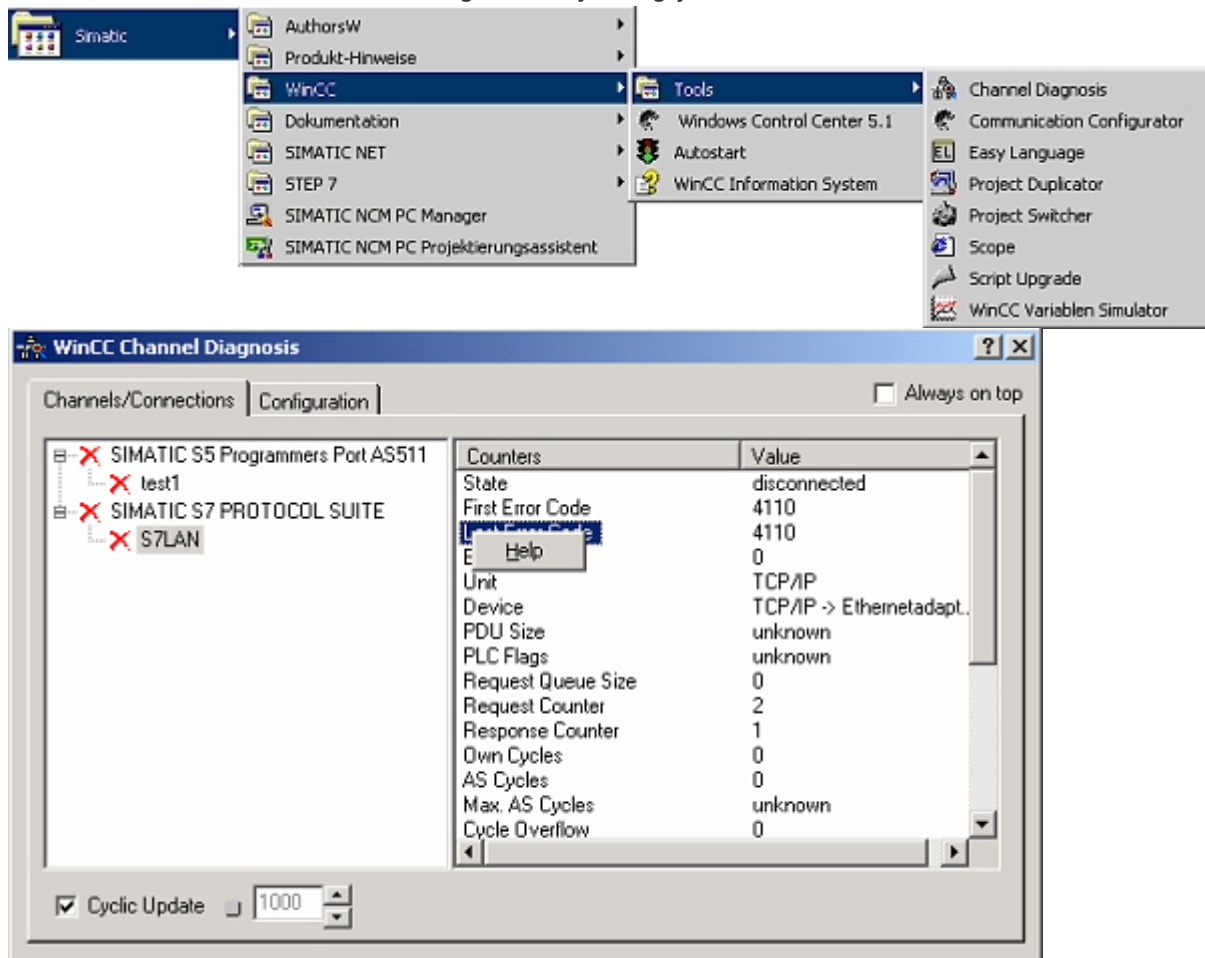 Simatic
AuthorsW
Produkt-Hinweise
WinCC
Dokumentation
SIMATIC NET
STEP 7
SIMATIC NCM PC Manager
SIMATIC NCM PC Projektierungsassistent
Tools
Windows Control Center 5.1
Autostart
WinCC Information System
Channel Diagnosis
Communication Configurator
EL Easy Language
Project Duplicator
Project Switcher
Scope
Script Upgrade
WinCC Variablen Simulator
WinCC Channel Diagnosis
Channels/Connections Configuration Always on top
SIMATIC S5 Programmers Port AS511
test1
SIMATIC S7 PROTOCOL SUITE
S7LAN
Counters Value
State disconnected
First Error Code 4110
4110
Help
E 0
Unit TCP/IP
Device TCP/IP -> Ethernetadapt..
PDU Size unknown
PLC Flags unknown
Request Queue Size 0
Request Counter 2
Response Counter 1
Own Cycles 0
AS Cycles 0
Max. AS Cycles unknown
Cycle Overflow 0
Cyclic Update 1000